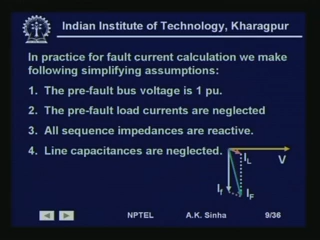 Indian Institute of Technology, Kharagpur
In practice for fault current calculation we make
following simplifying assumptions:
1. The pre-fault bus voltage is 1 pu.
2. The pre-fault load currents are neglected
3. All sequence impedances are reactive.
4. Line capacitances are neglected.
IL
V
If
IF
NPTEL A.K. Sinha 9/36